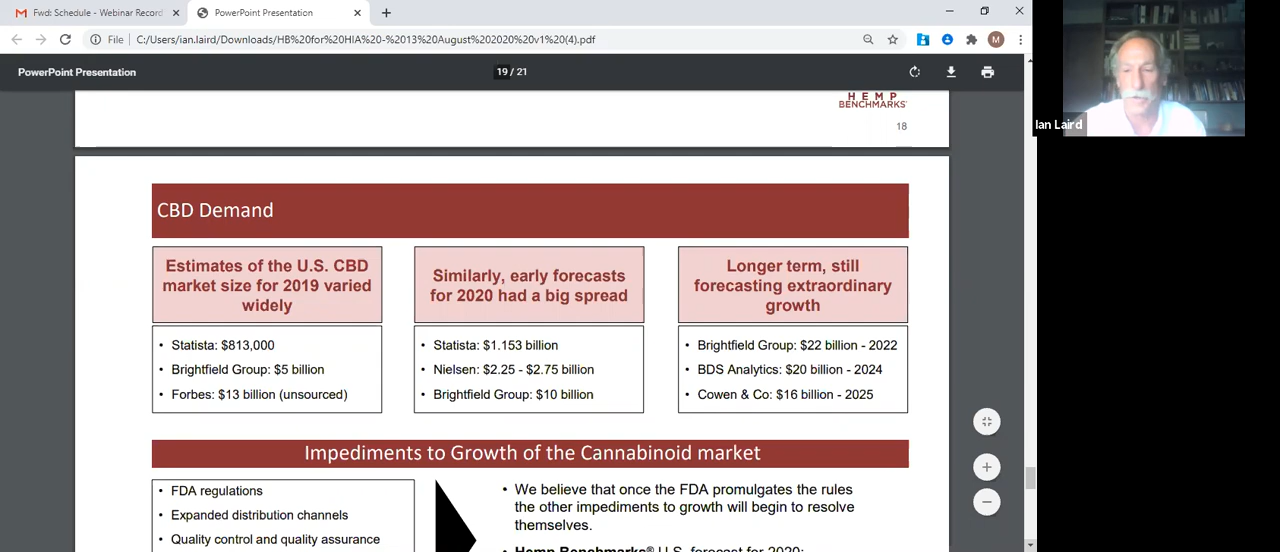 Fwd: Schedule - Webinar Record
PowerPoint Presentation
File
C:/Users/ian.laird/Downloads/HB%20for%20HIA%20-%2013%20August%202020%20v1%20(4).pdf
M
PowerPoint Presentation
19 / 21
HEMP
BENCHMARKS
18
Ian Laird
CBD Demand
Estimates of the U.S. CBD
market size for 2019 varied
widely
• Statista: $813,000
• Brightfield Group: $5 billion
• Forbes: $13 billion (unsourced)
Similarly, early forecasts
for 2020 had a big spread
• Statista: $1.153 billion
• Nielsen: $2.25 - $2.75 billion
• Brightfield Group: $10 billion
Longer term, still
forecasting extraordinary
growth
• Brightfield Group: $22 billion - 2022
• BDS Analytics: $20 billion - 2024
• Cowen & Co: $16 billion - 2025
Impediments to Growth of the Cannabinoid market
• FDA regulations
• Expanded distribution channels
• Quality control and quality assurance
• We believe that once the FDA promulgates the rules
the other impediments to growth will begin to resolve
themselves.
• Hemp Benchmarks® U.S. forecast for 2020: